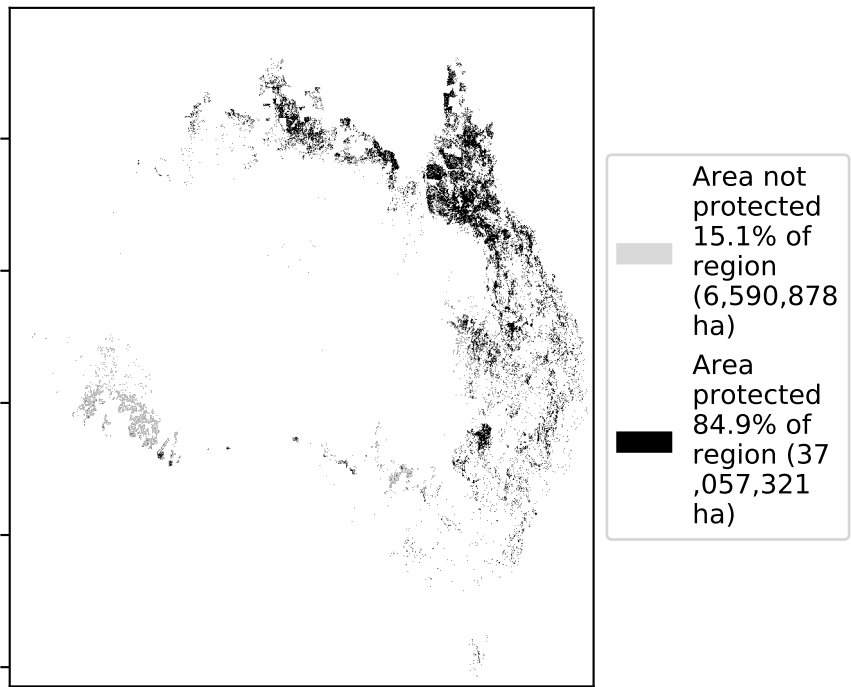 Area not
protected
15.1% of
region
(6,590,878
ha)
Area
protected
84.9% of
region (37
,057,321
ha)